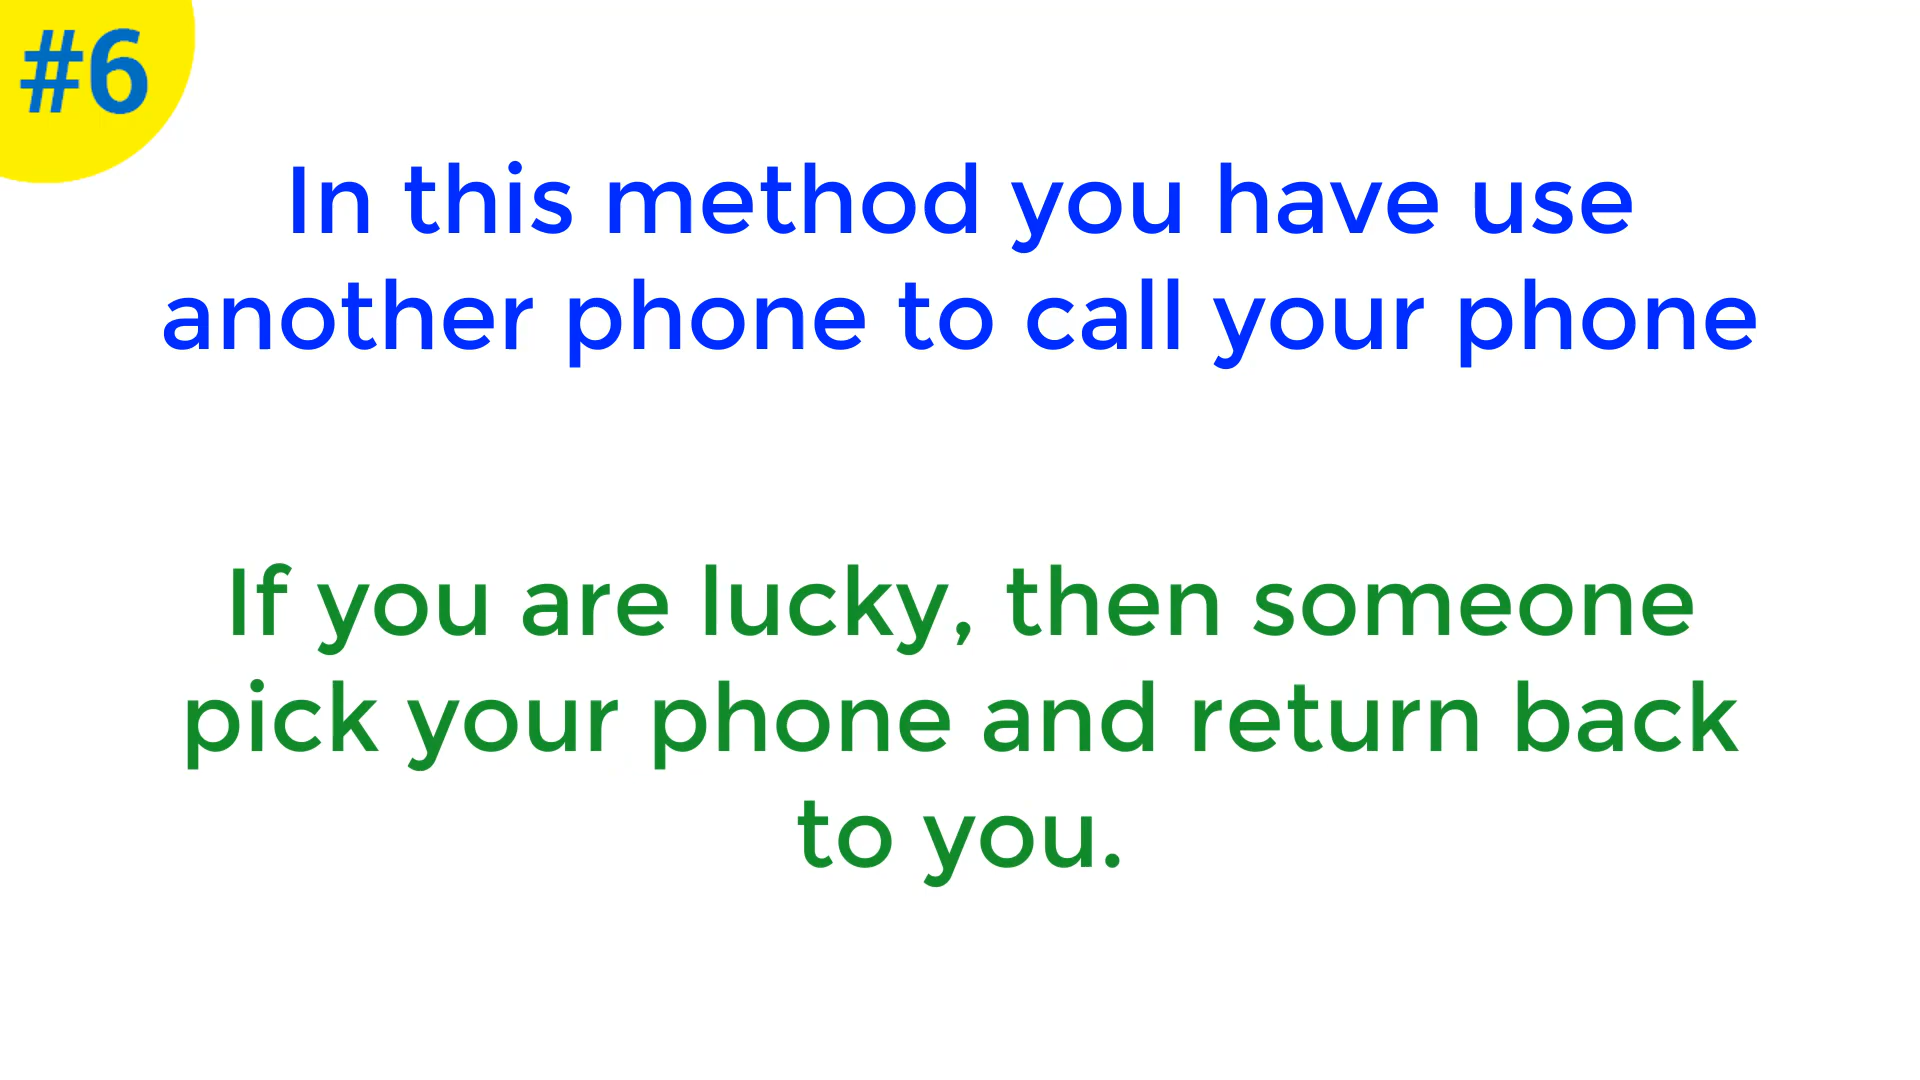 #6
In this method you have use
another phone to call your phone
If you are lucky, then someone
pick your phone and return back
to you.